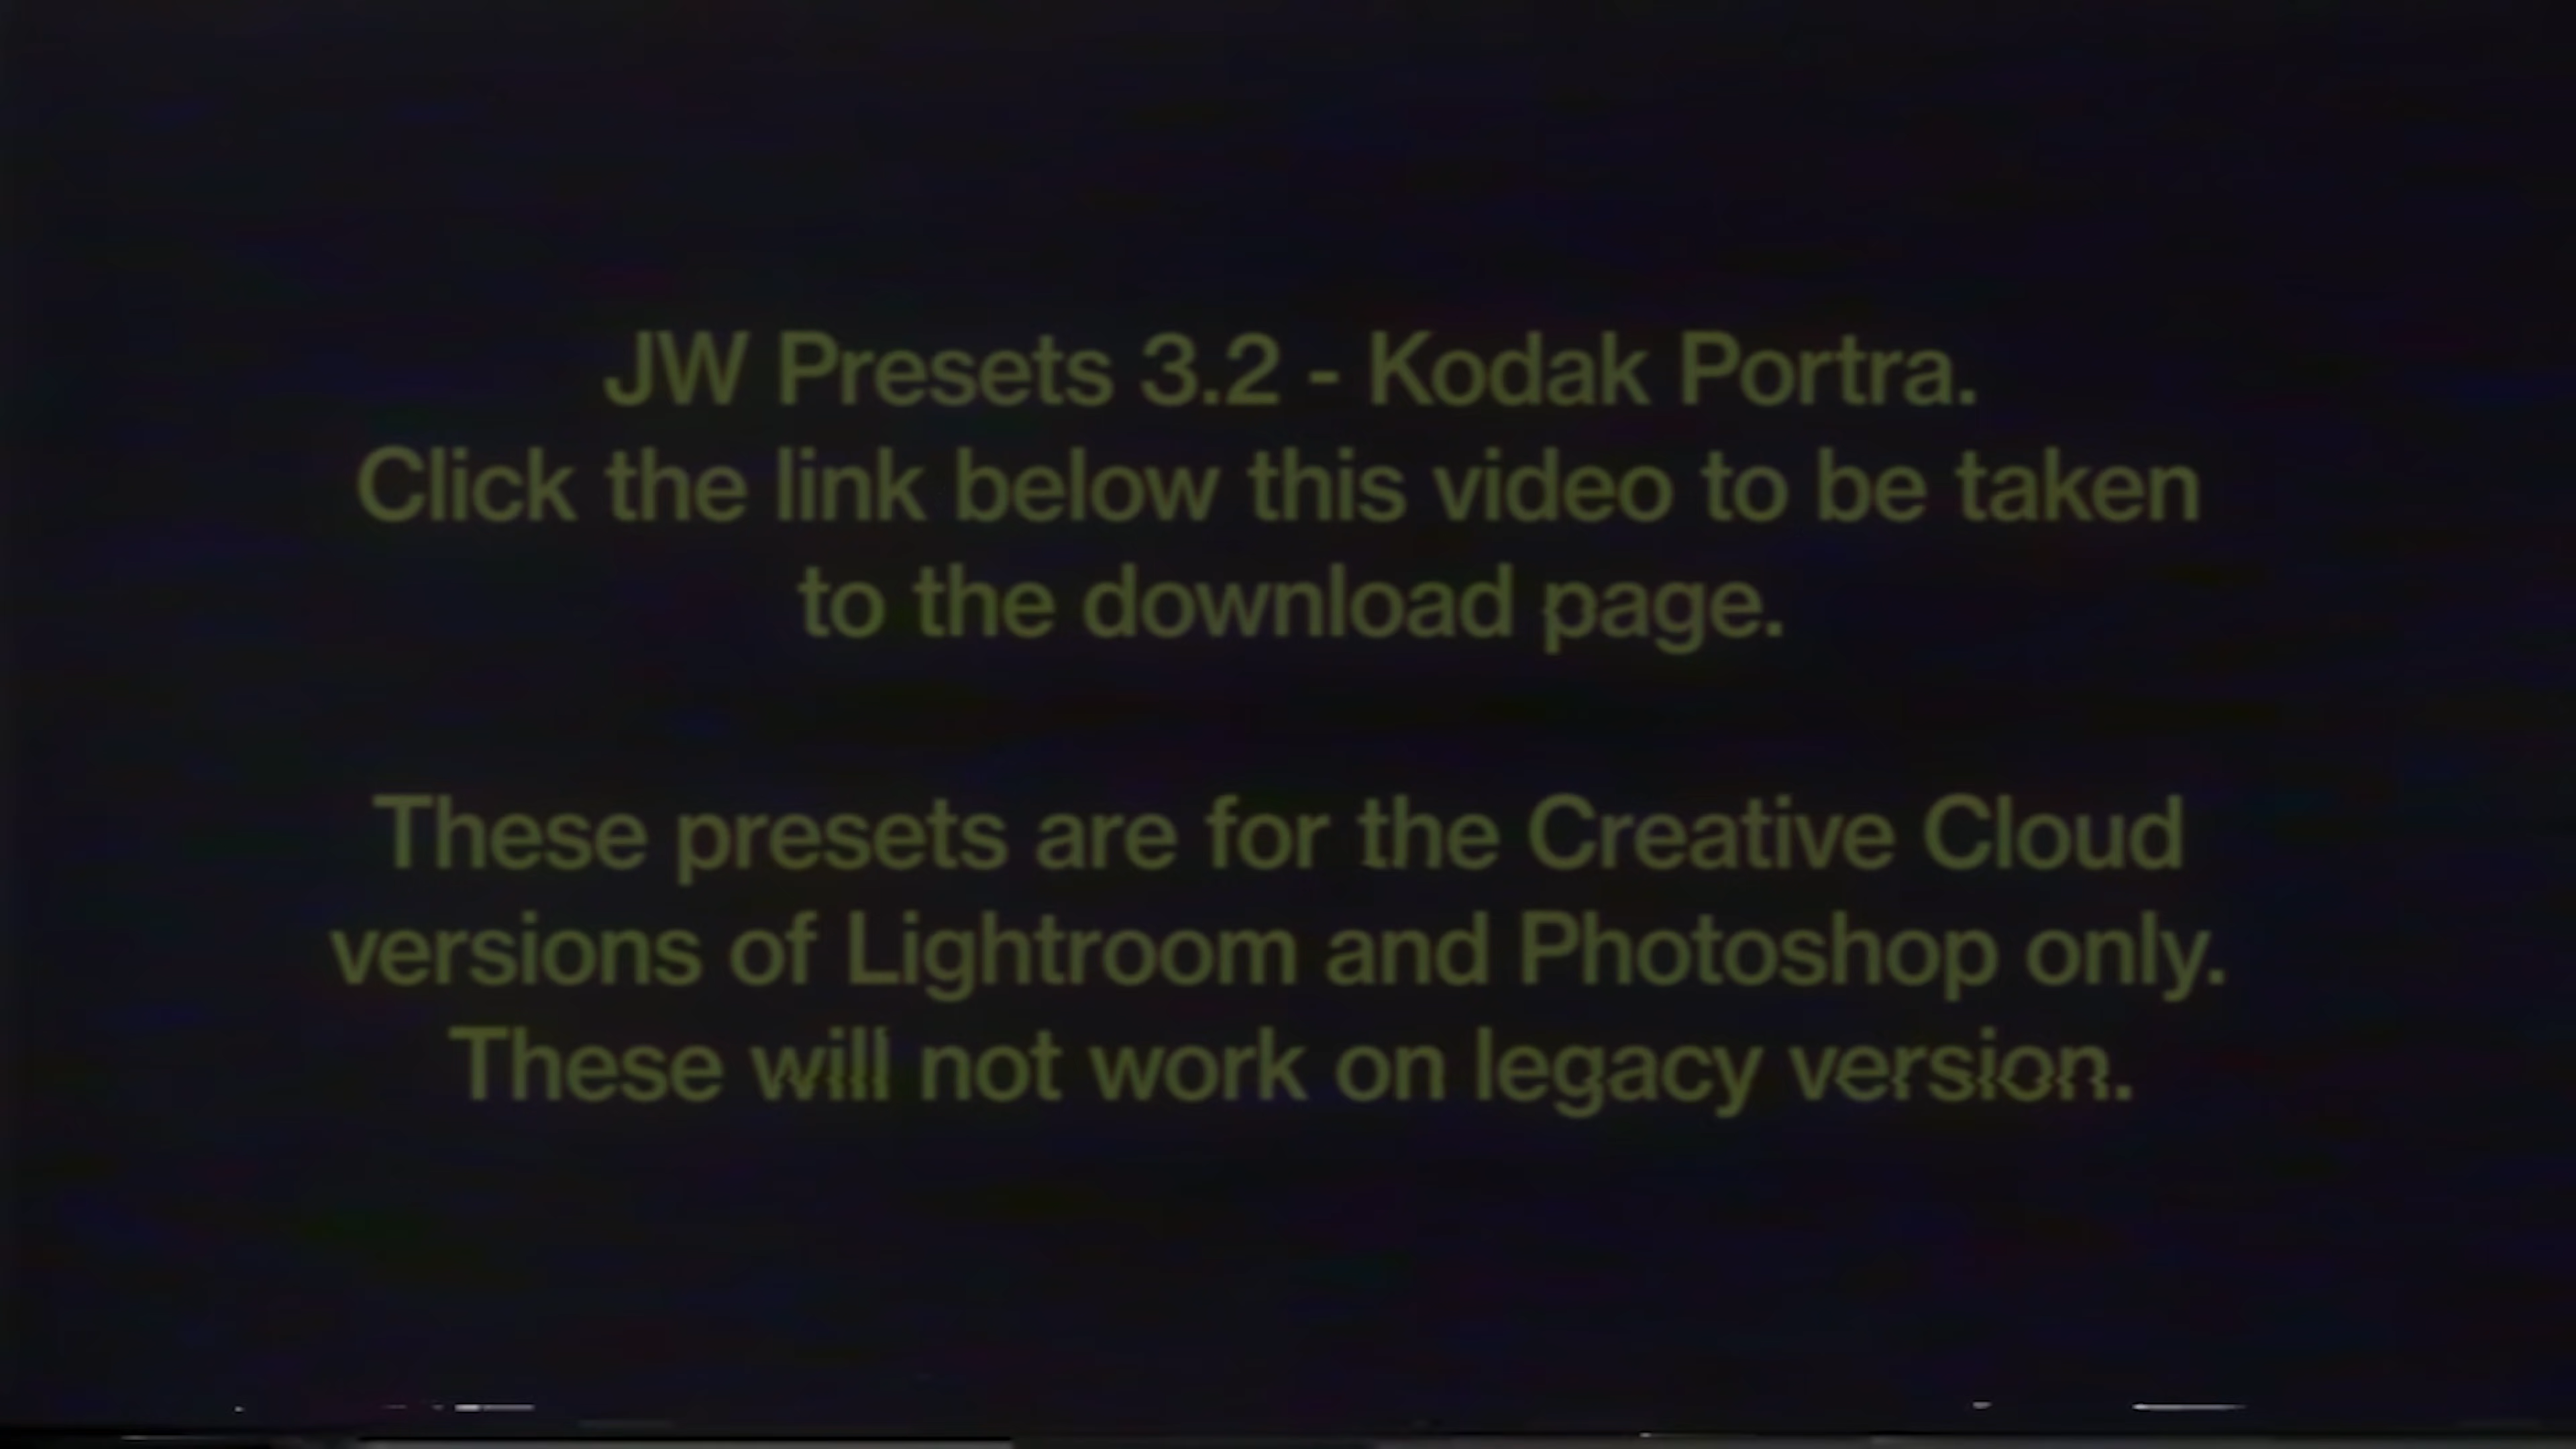 JW Presets 3.2 - Kodak Portra.
Click the link below this video to be taken
to the download page.
These presets are for the Creative Cloud
versions of Lightroom and Photoshop only.
These will not work on legacy version.